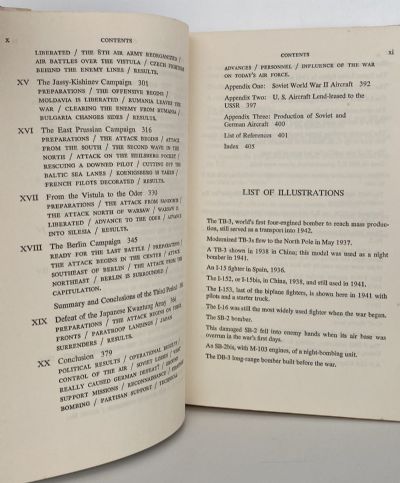 x
CONTENTS
LIBERATED / THE 8TH AIR ARMY REORGANIZES /
AIR BATTLES OVER THE VISTULA / CZECH FIGHTERS
BEHIND THE ENEMY LINES / RESULTS.
XV The Jassy-Kishinev Campaign 301
PREPARATIONS / THE OFFENSIVE BEGINS /
MOLDAVIA IS LIBERATED / RUMANIA LEAVES THE
WAR / CLEARING THE ENEMY FROM RUMANIA /
BULGARIA CHANGES SIDES / RESULTS.
XVI The East Prussian Campaign 316
PREPARATIONS / THE ATTACK BEGINS / ATTACK
FROM THE SOUTH / THE SECOND WAVE IN THE
NORTH / ATTACK ON THE HEILSBERG POCKET /
RESCUING A DOWNED PILOT / CUTTING OFF THE
BALTIC SEA LANES / KOENIGSBERG IS TAKEN /
FRENCH PILOTS DECORATED / RESULTS.
XVII From the Vistula to the Oder 330
PREPARATIONS / THE ATTACK FROM SANDOMIR /
THE ATTACK NORTH OF WARSAW / WARSAW IS
LIBERATED / ADVANCE TO THE ODER / ADVANCE
INTO SILESIA / RESULTS.
XVIII The Berlin Campaign 345
READY FOR THE LAST BATTLE / PREPARATIONS /
THE ATTACK BEGINS IN THE CENTER / ATTACK
SOUTHEAST OF BERLIN / THE ATTACK FROM THE
NORTHEAST / BERLIN IS SURROUNDED /
CAPITULATION.
Summary and Conclusions of the Third Period
XIX Defeat of the Japanese Kwantung Army
PREPARATIONS / THE ATTACK BEGINS ON
FRONTS / PARATROOP LANDINGS / JAPAN
SURRENDERS / RESULTS.
XX Conclusion 379
POLITICAL RESULTS / OPERATIONAL RESULTS /
CONTROL OF THE AIR / SOVIET LOSSES / WHAT
REALLY CAUSED GERMAN DEFEAT? / GROUND
SUPPORT MISSIONS / RECONNAISSANCE /
BOMBING / PARTISAN SUPPORT / TECHNICAL
CONTENTS
xi
ADVANCES / PERSONNEL / INFLUENCE OF THE WAR
ON TODAY'S AIR FORCE.
Appendix One: Soviet World War II Aircraft 392
Appendix Two: U. S. Aircraft Lend-leased to the
USSR 397
Appendix Three: Production of Soviet and
German Aircraft 400
List of References 401
Index 405
LIST OF ILLUSTRATIONS
The TB-3, world's first four-engined bomber to reach mass production,
still served as a transport into 1942.
Modernized TB-3s flew to the North Pole in May 1937.
A TB-3 shown in 1938 in China; this model was used as a night
bomber in 1941.
An I-15 fighter in Spain, 1936.
The I-152, or I-15bis, in China, 1938, and still used in 1941.
The I-153, last of the biplane fighters, is shown here in 1941 with
pilots and a starter truck.
The I-16 was still the most widely used fighter when the war began.
The SB-2 bomber.
This damaged SB-2 fell into enemy hands when its air base was
overrun in the war's first days.
An SB-2bis, with M-103 engines, of a night-bombing unit.
The DB-3 long-range bomber built before the war.